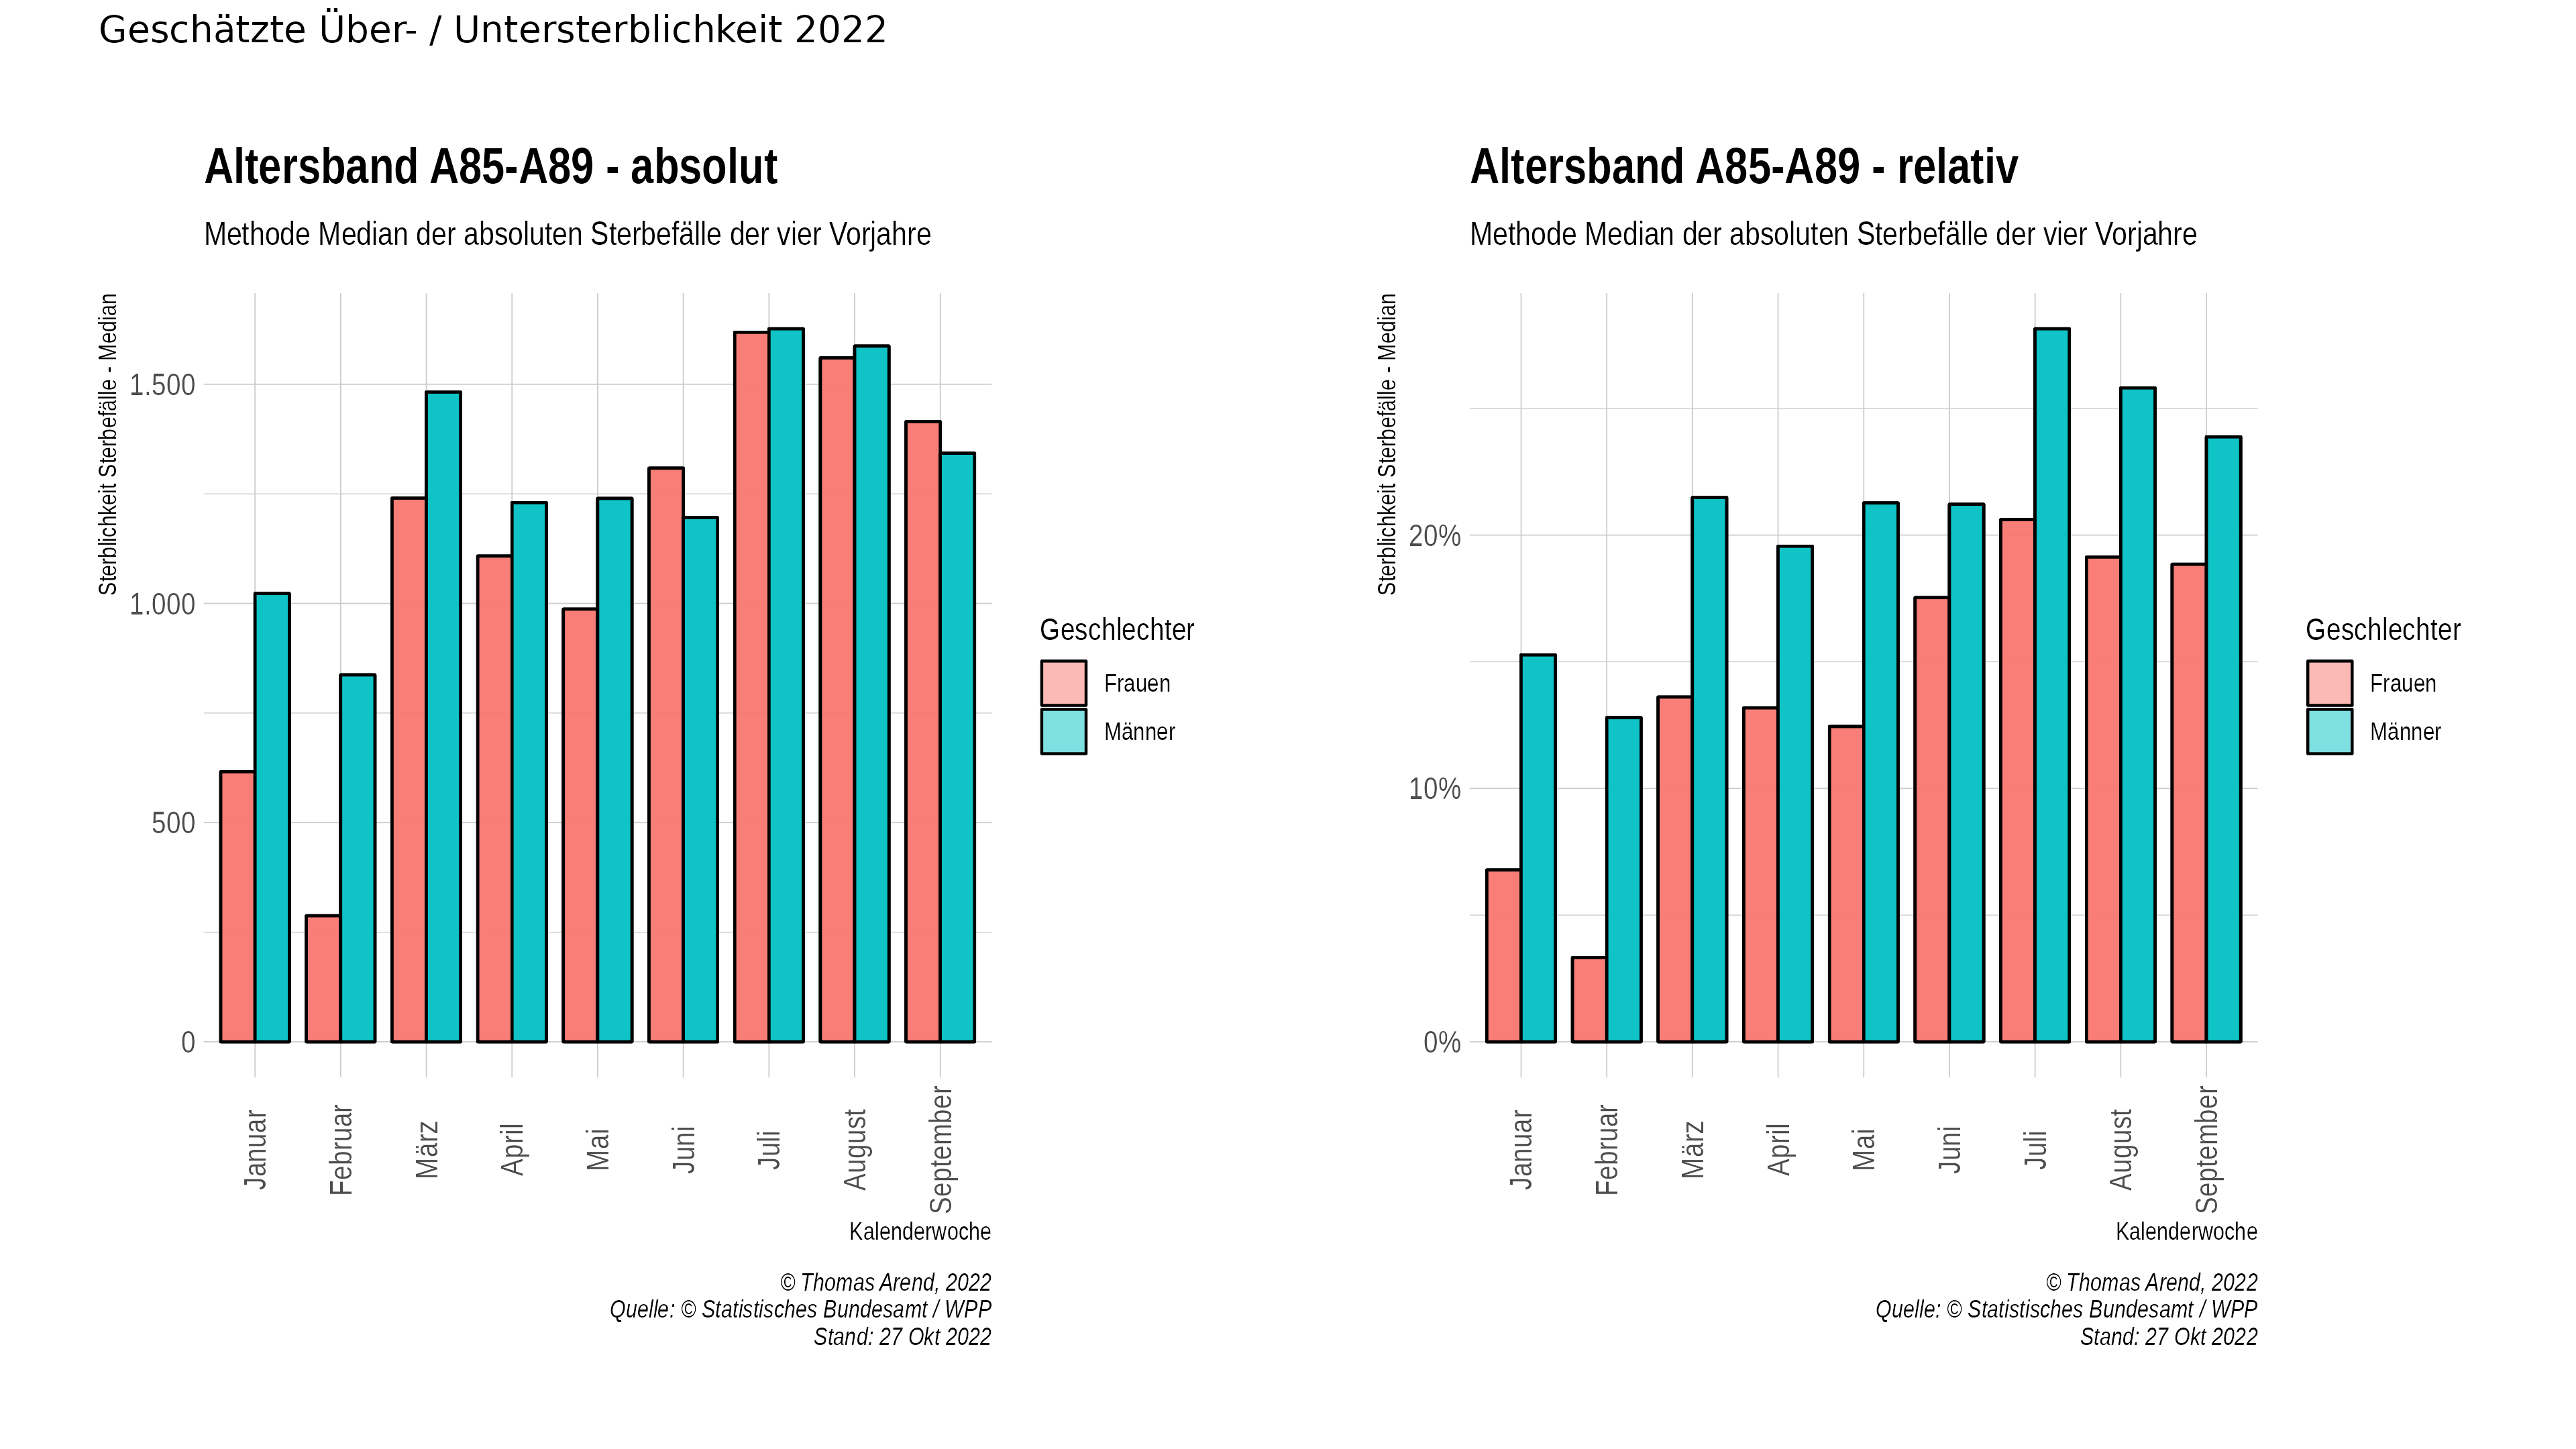 Geschätzte Über- / Untersterblichkeit 2022
Altersband A85-A89 - absolut
Methode Median der absoluten Sterbefälle der vier Vorjahre
Sterblichkeit Sterbefälle - Median
1.500
1.000
500
0
Januar
Februar
März
April
Mai
Juni
Juli
August
September
Kalenderwoche
Geschlechter
Frauen
Männer
© Thomas Arend, 2022
Quelle: © Statistisches Bundesamt / WPP
Stand: 27 Okt 2022
Altersband A85-A89 - relativ
Methode Median der absoluten Sterbefälle der vier Vorjahre
Sterblichkeit Sterbefälle - Median
20%
10%
0%
Januar
Februar
März
April
Mai
Juni
Juli
August
September
Kalenderwoche
Geschlechter
Frauen
Männer
© Thomas Arend, 2022
Quelle: © Statistisches Bundesamt / WPP
Stand: 27 Okt 2022